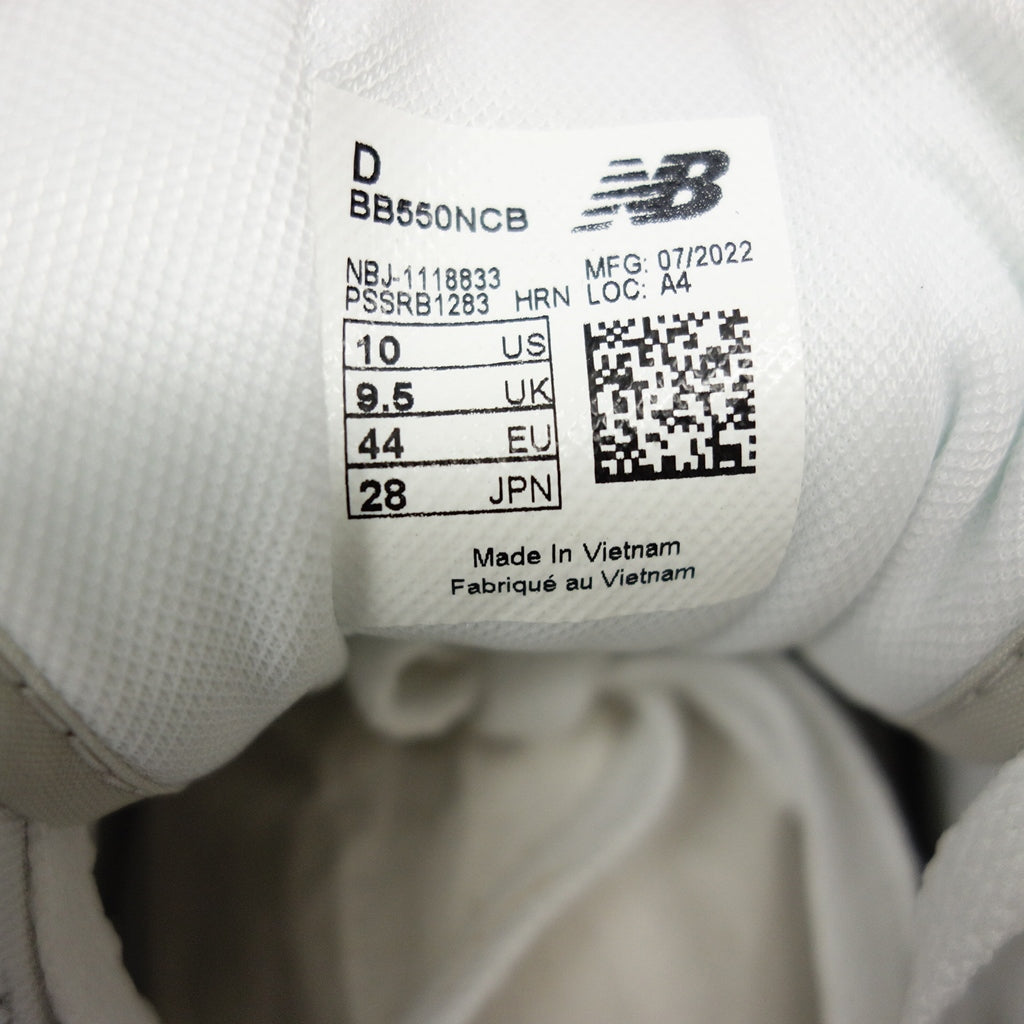 D
BB550NCB
NB
NBJ-1118833
PSSRB1283 HRN
MFG: 07/2022
LOC: A4
10 US
9.5 UK
44 EU
28 JPN
Made In Vietnam
Fabriqué au Vietnam